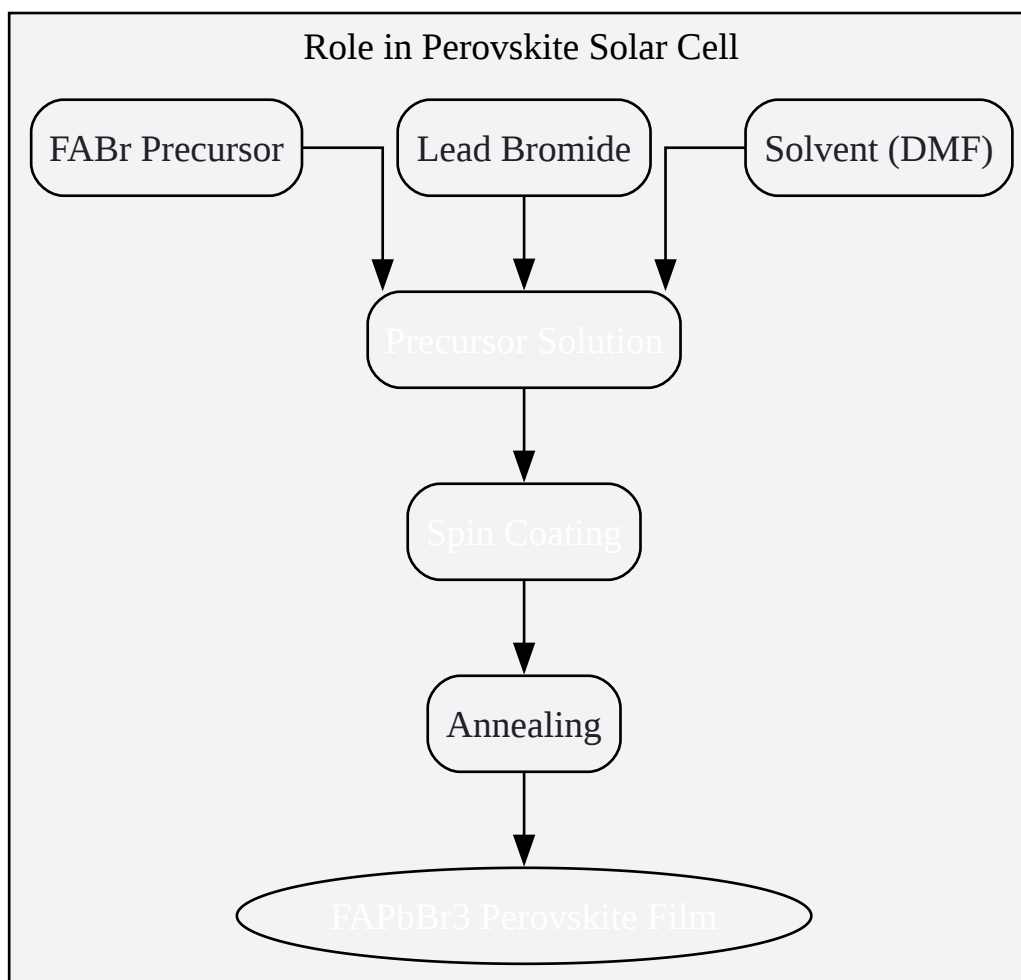 Role in Perovskite Solar Cell
FABr Precursor
Lead Bromide
Solvent (DMF)
Precursor Solution
Spin Coating
Annealing
FAPbBr3 Perovskite Film